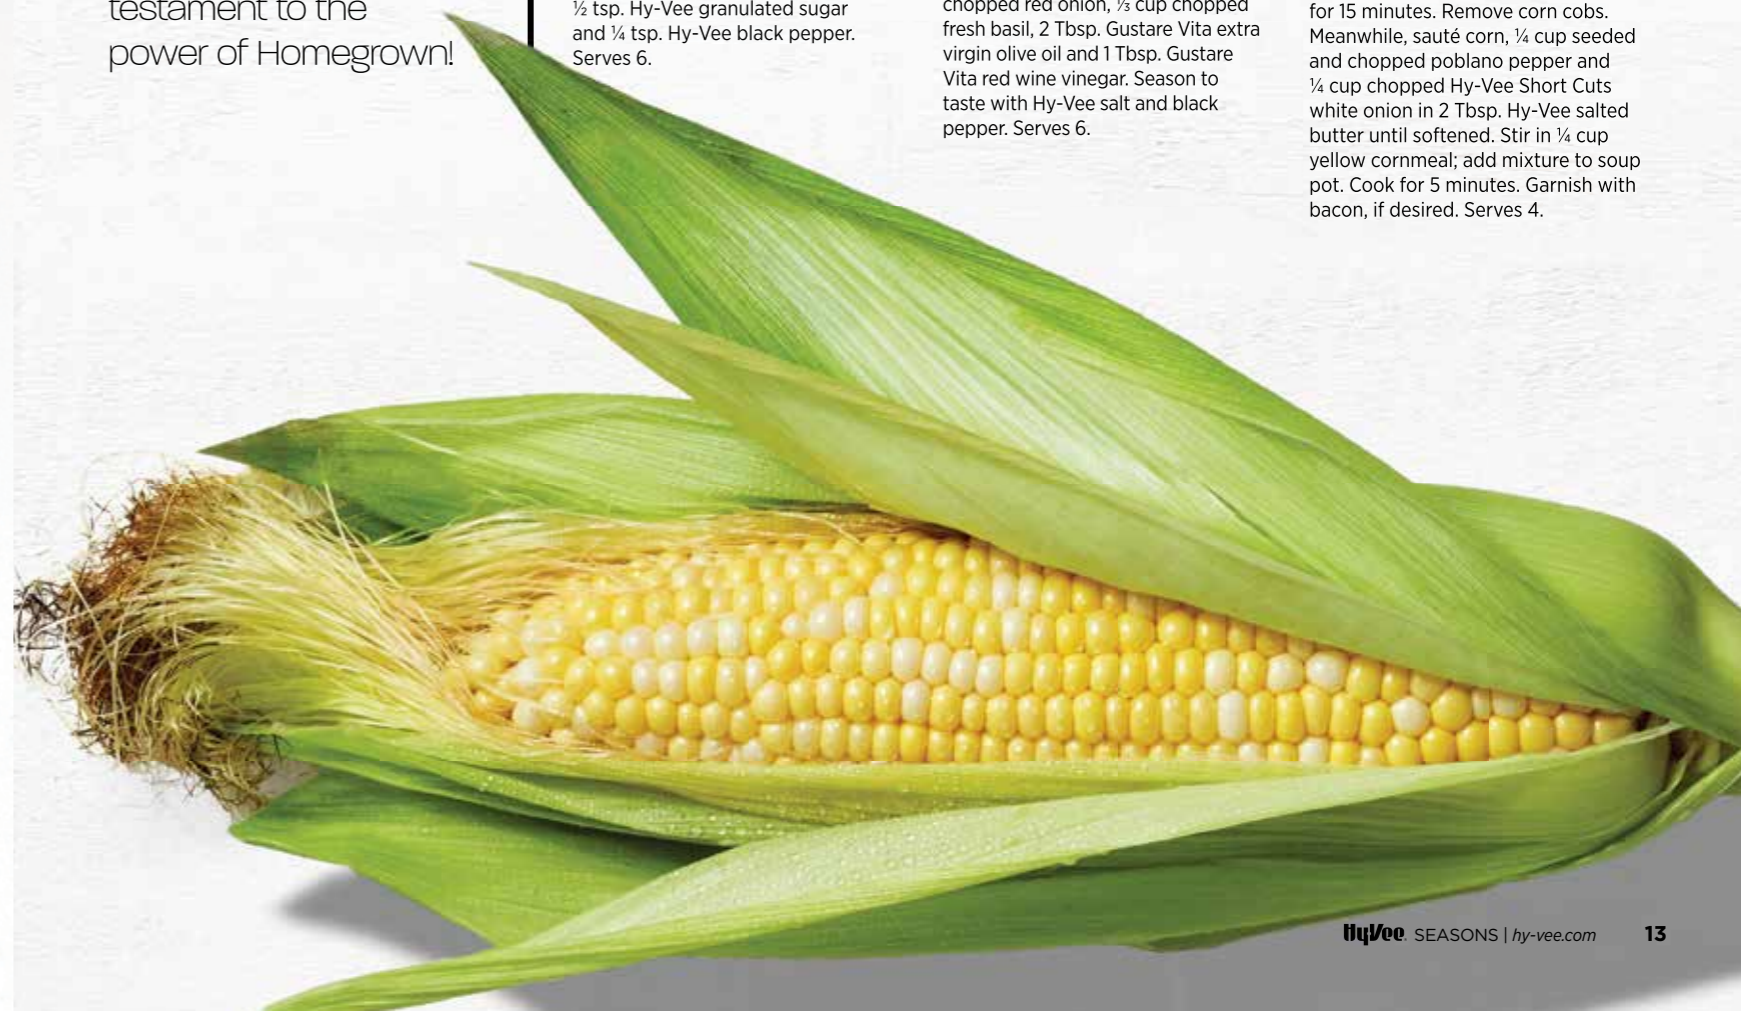 testament to the
power of Homegrown!
½ tsp. Hy-Vee granulated sugar
and ¼ tsp. Hy-Vee black pepper.
Serves 6.
chopped red onion, ⅓ cup chopped
fresh basil, 2 Tbsp. Gustare Vita extra
virgin olive oil and 1 Tbsp. Gustare
Vita red wine vinegar. Season to
taste with Hy-Vee salt and black
pepper. Serves 6.
for 15 minutes. Remove corn cobs.
Meanwhile, sauté corn, ¼ cup seeded
and chopped poblano pepper and
¼ cup chopped Hy-Vee Short Cuts
white onion in 2 Tbsp. Hy-Vee salted
butter until softened. Stir in ¼ cup
yellow cornmeal; add mixture to soup
pot. Cook for 5 minutes. Garnish with
bacon, if desired. Serves 4.
HyVee. SEASONS | hy-vee.com 13